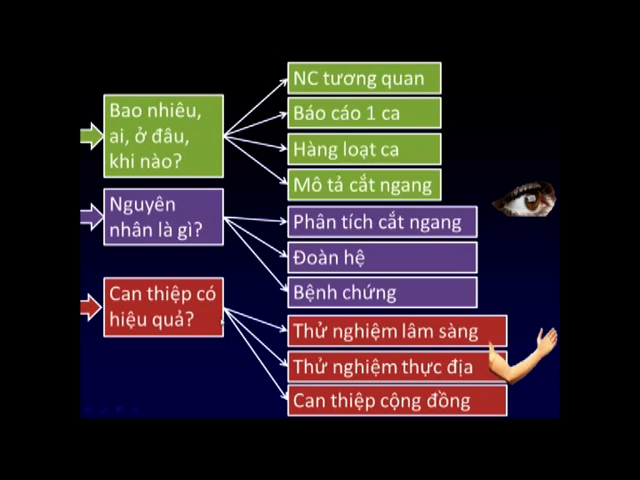 Bao nhiêu,
ai, ở đâu,
khi nào?
NC tương quan
Báo cáo 1 ca
Hàng loạt ca
Mô tả cắt ngang
Nguyên
nhân là gì?
Phân tích cắt ngang
Đoàn hệ
Bệnh chứng
Can thiệp có
hiệu quả?
Thử nghiệm lâm sàng
Thử nghiệm thực địa
Can thiệp cộng đồng